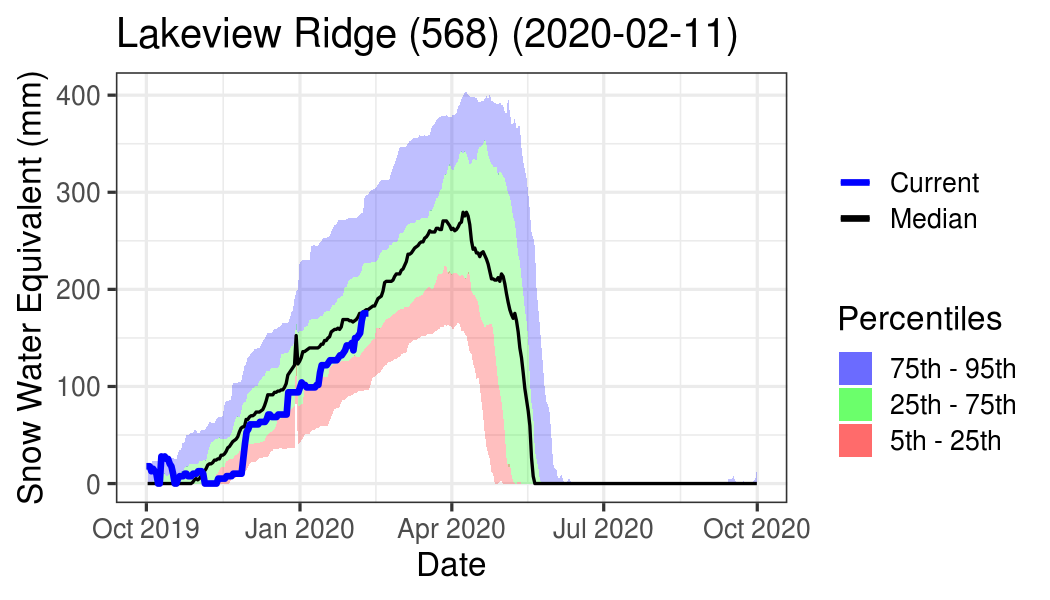 Lakeview Ridge (568) (2020-02-11)
Snow Water Equivalent (mm)
400
300
200
100
0
Oct 2019
Jan 2020
Apr 2020
Jul 2020
Oct 2020
Date
Current
Median
Percentiles
75th - 95th
25th - 75th
5th - 25th